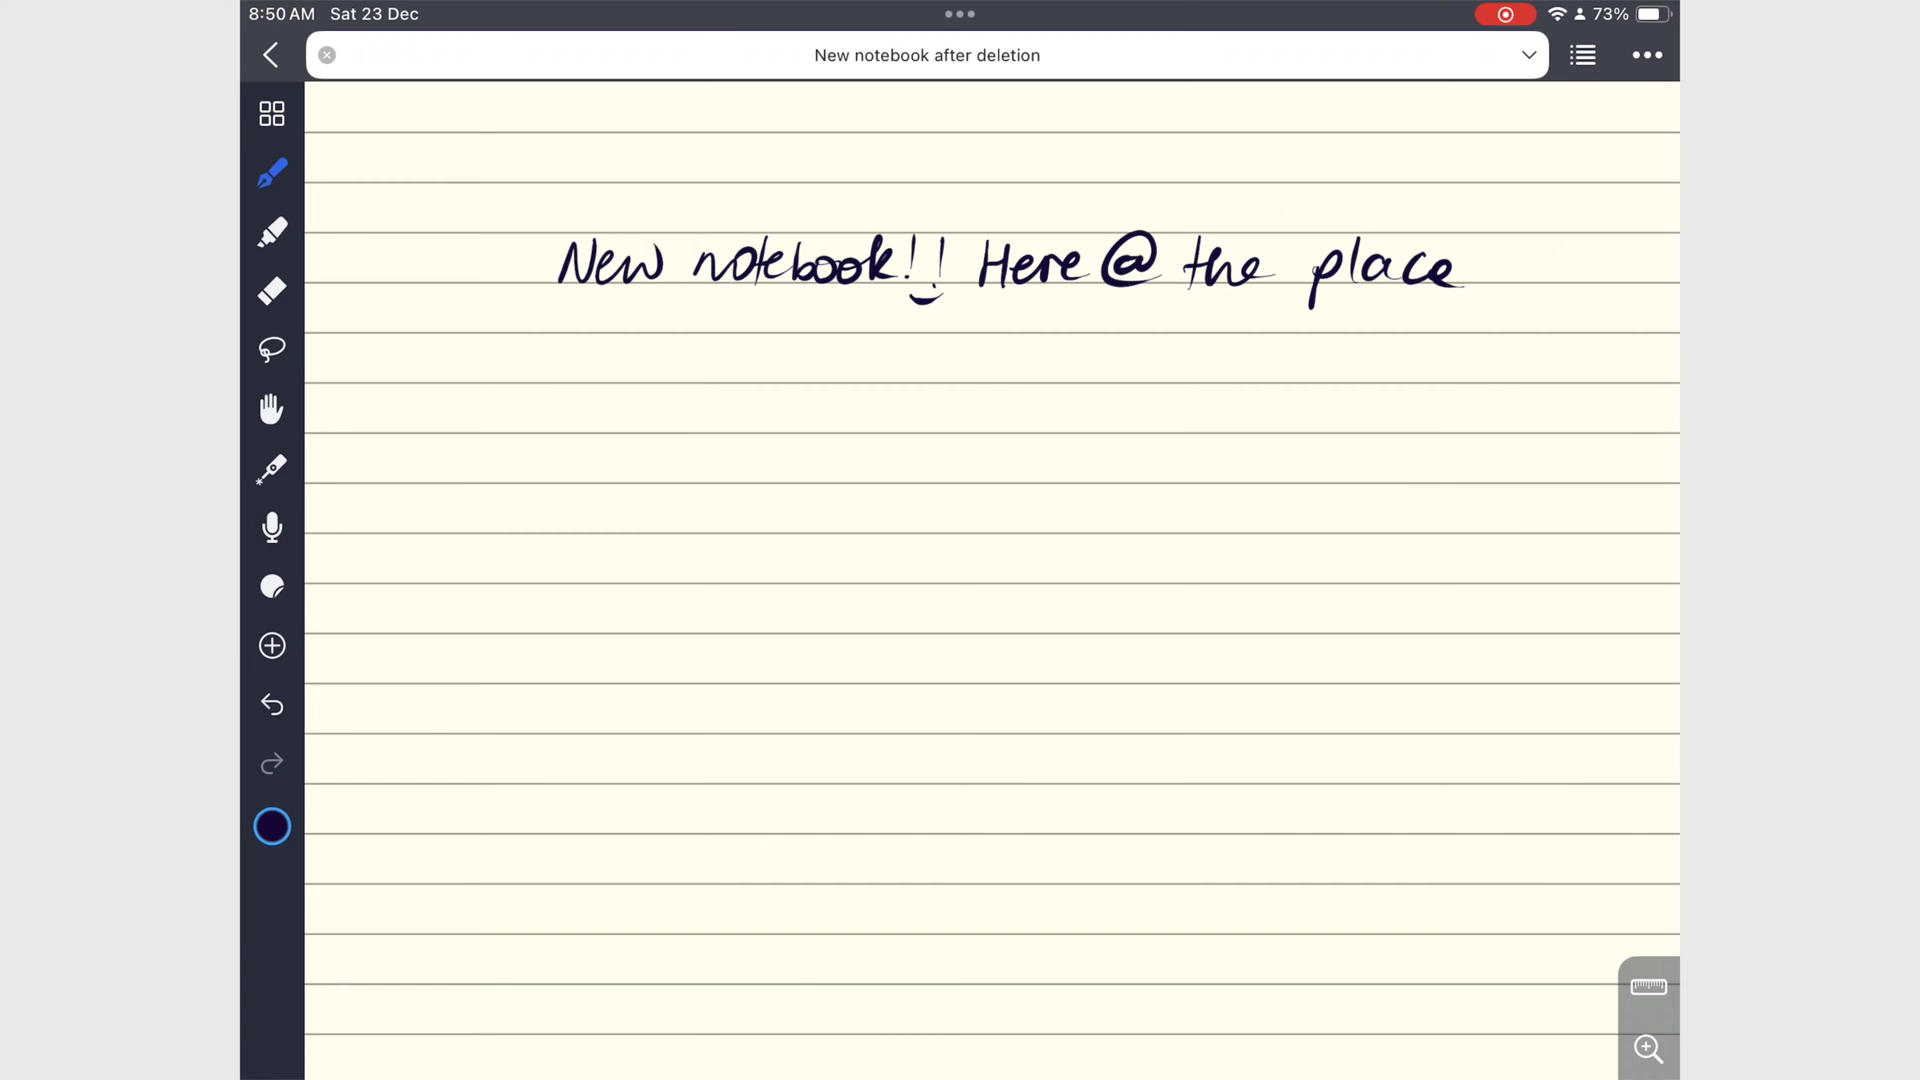 8:50 AM Sat 23 Dec
73%
New notebook after deletion
New notebook!! Here @ the place